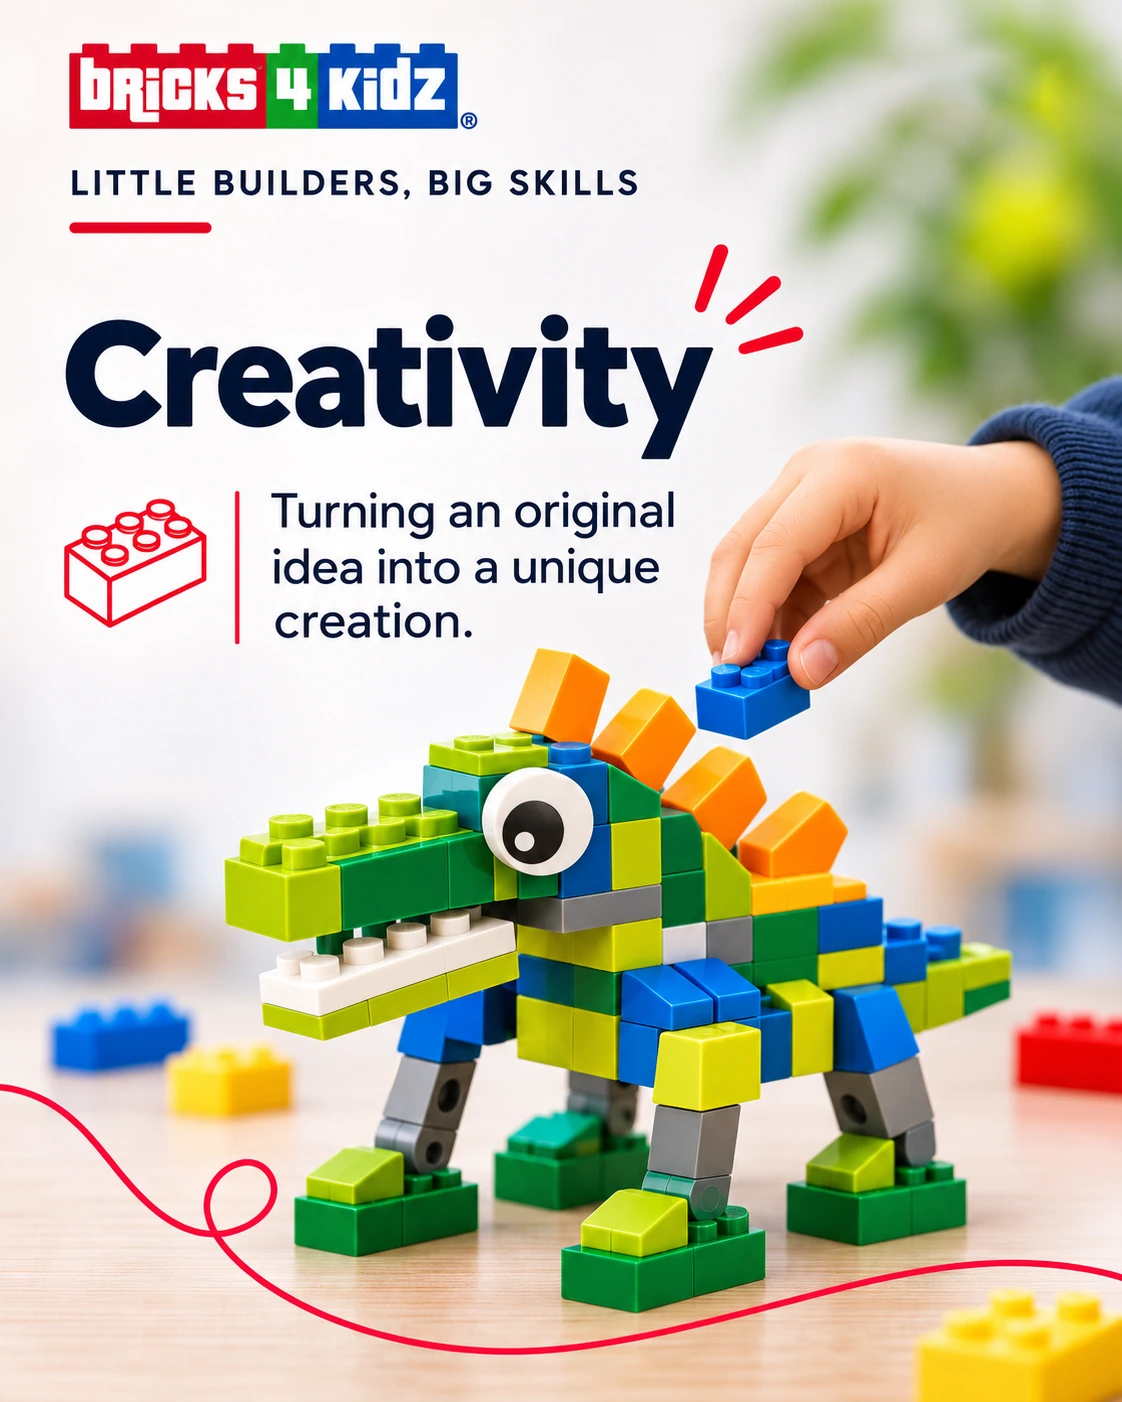 bRicks 4 Kidz®
LITTLE BUILDERS, BIG SKILLS
Creativity
Turning an original
idea into a unique
creation.